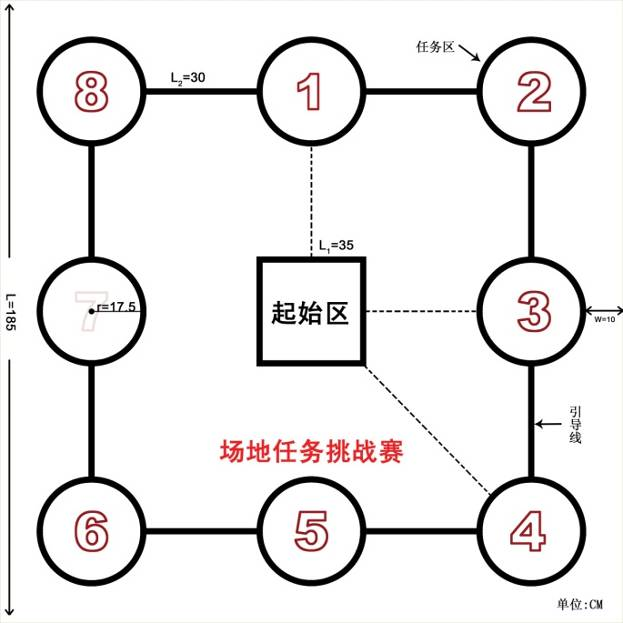 任务区
8
L2=30
1
2
L1=35
L=185
7
r=17.5
起始区
3
W=10
引导线
场地任务挑战赛
6
5
4
单位:CM